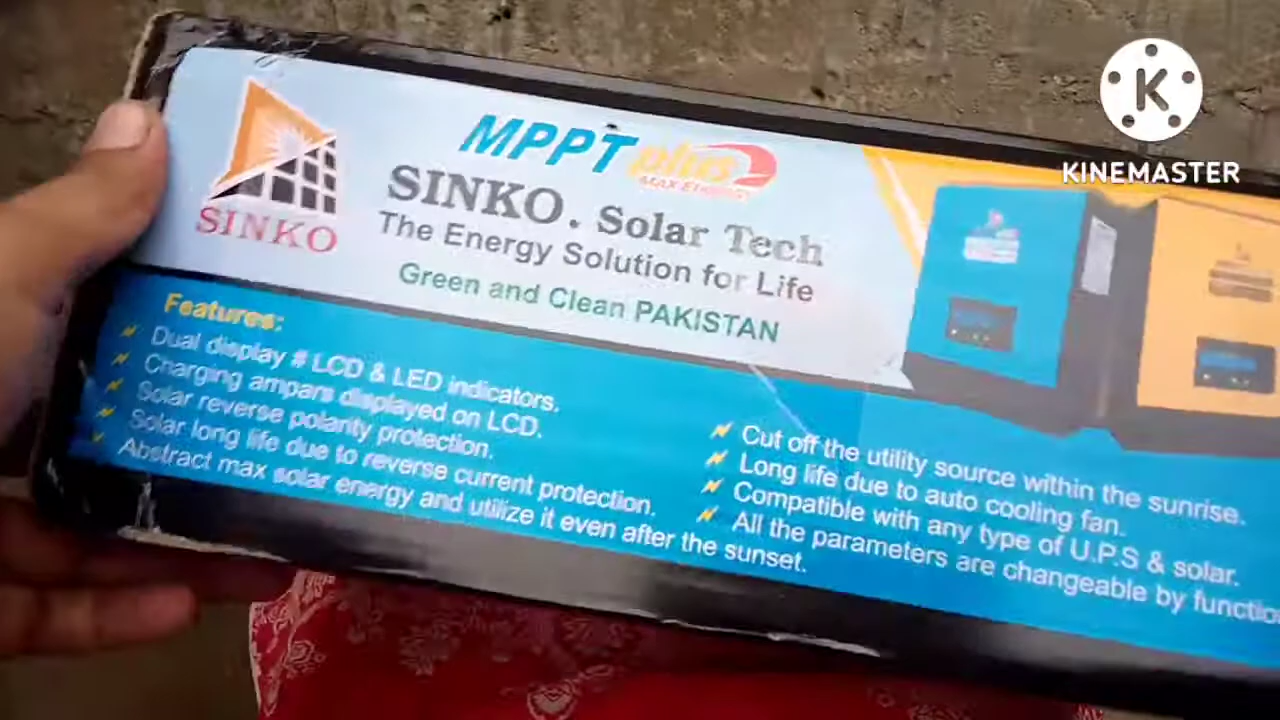 KINEMASTER
MPPT plus
MAX ENERGY
SINKO
SINKO. Solar Tech
The Energy Solution for Life
Green and Clean PAKISTAN
Features:
Dual display # LCD & LED indicators.
Charging ampars displayed on LCD.
Solar reverse polarity protection.
Solar long life due to reverse current protection.
Abstract max solar energy and utilize it even after the sunset.
Cut off the utility source within the sunrise.
Long life due to auto cooling fan.
Compatible with any type of U.P.S & solar.
All the parameters are changeable by